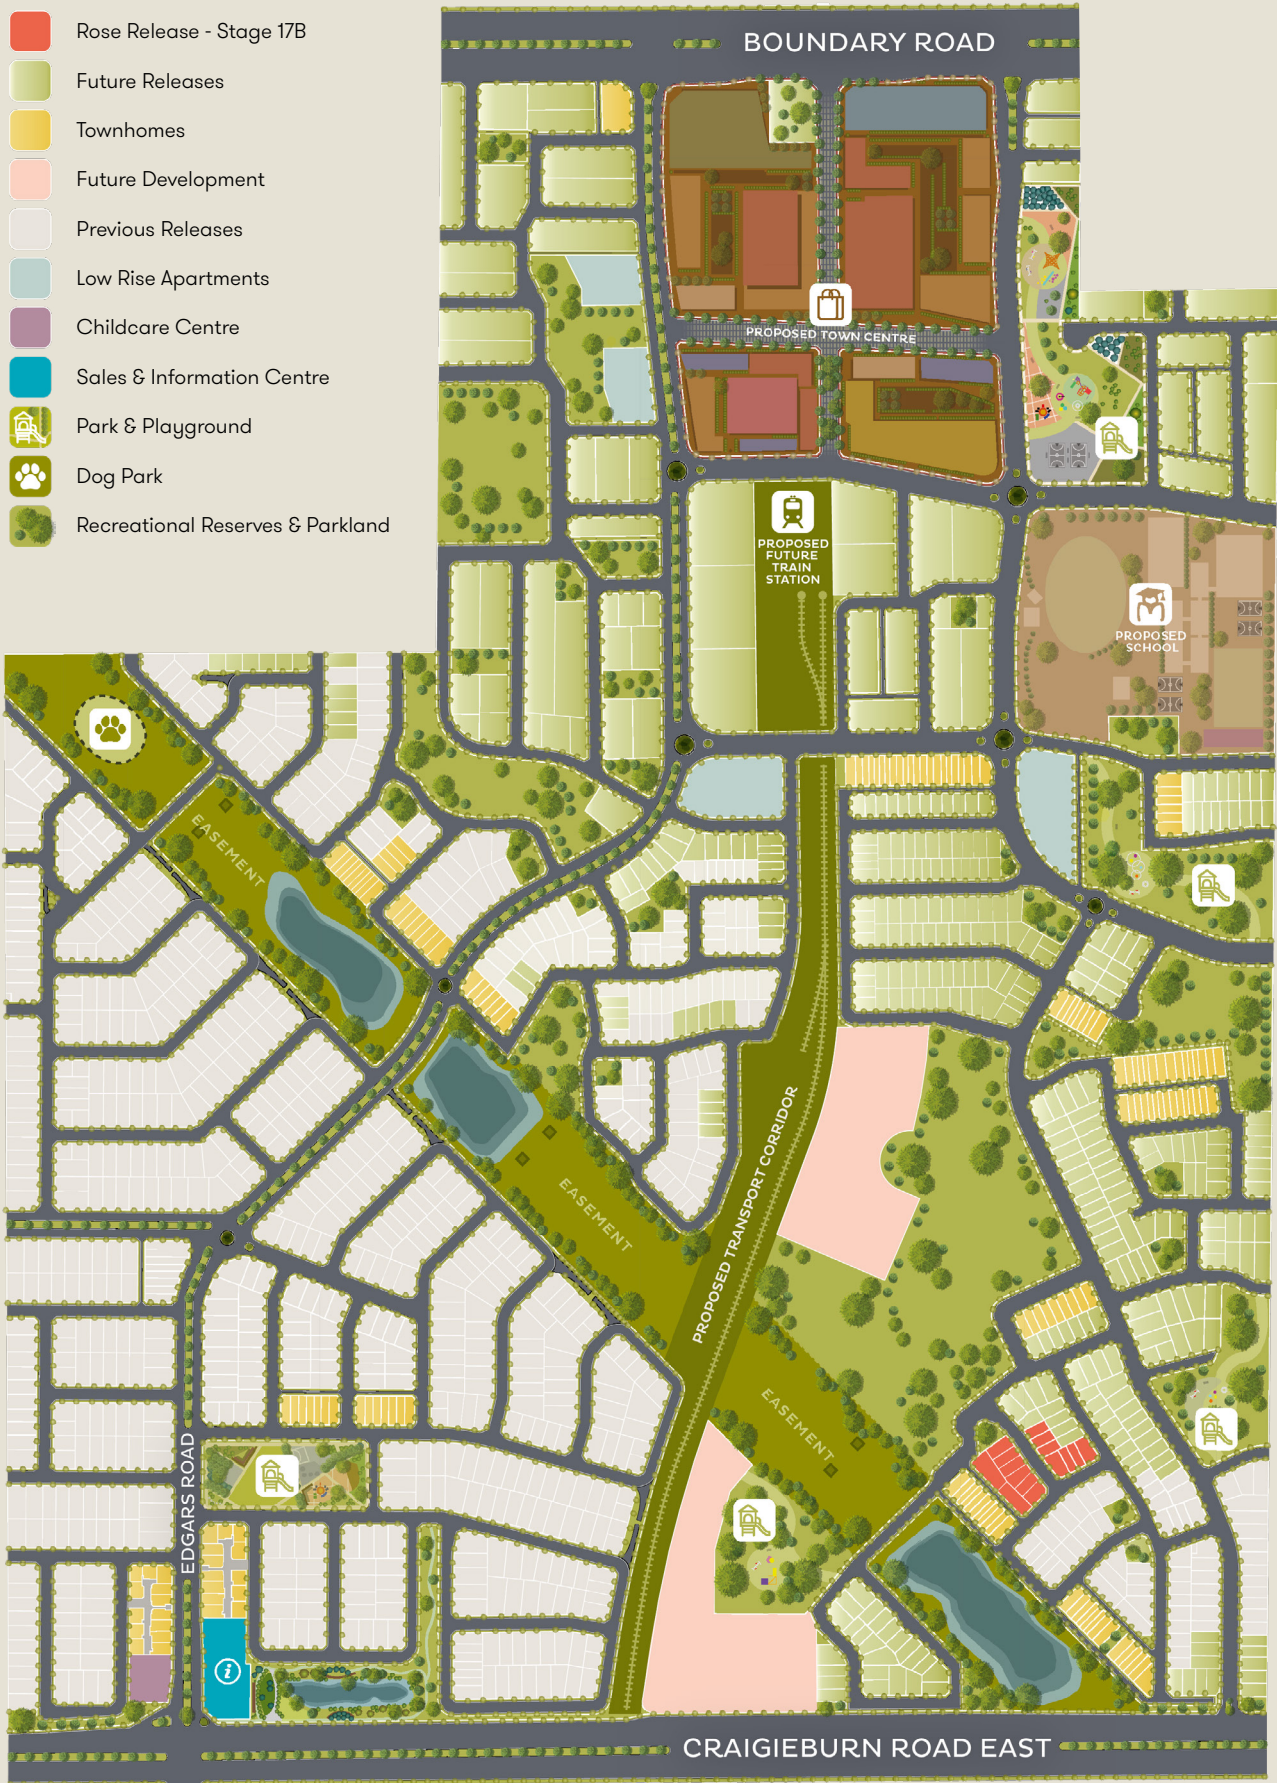 Rose Release - Stage 17B
Future Releases
Townhomes
Future Development
Previous Releases
Low Rise Apartments
Childcare Centre
Sales & Information Centre
Park & Playground
Dog Park
Recreational Reserves & Parkland
BOUNDARY ROAD
PROPOSED TOWN CENTRE
PROPOSED
FUTURE
TRAIN
STATION
PROPOSED
SCHOOL
EASEMENT
EASEMENT
PROPOSED TRANSPORT CORRIDOR
EASEMENT
EDGARS ROAD
i
CRAIGIEBURN ROAD EAST